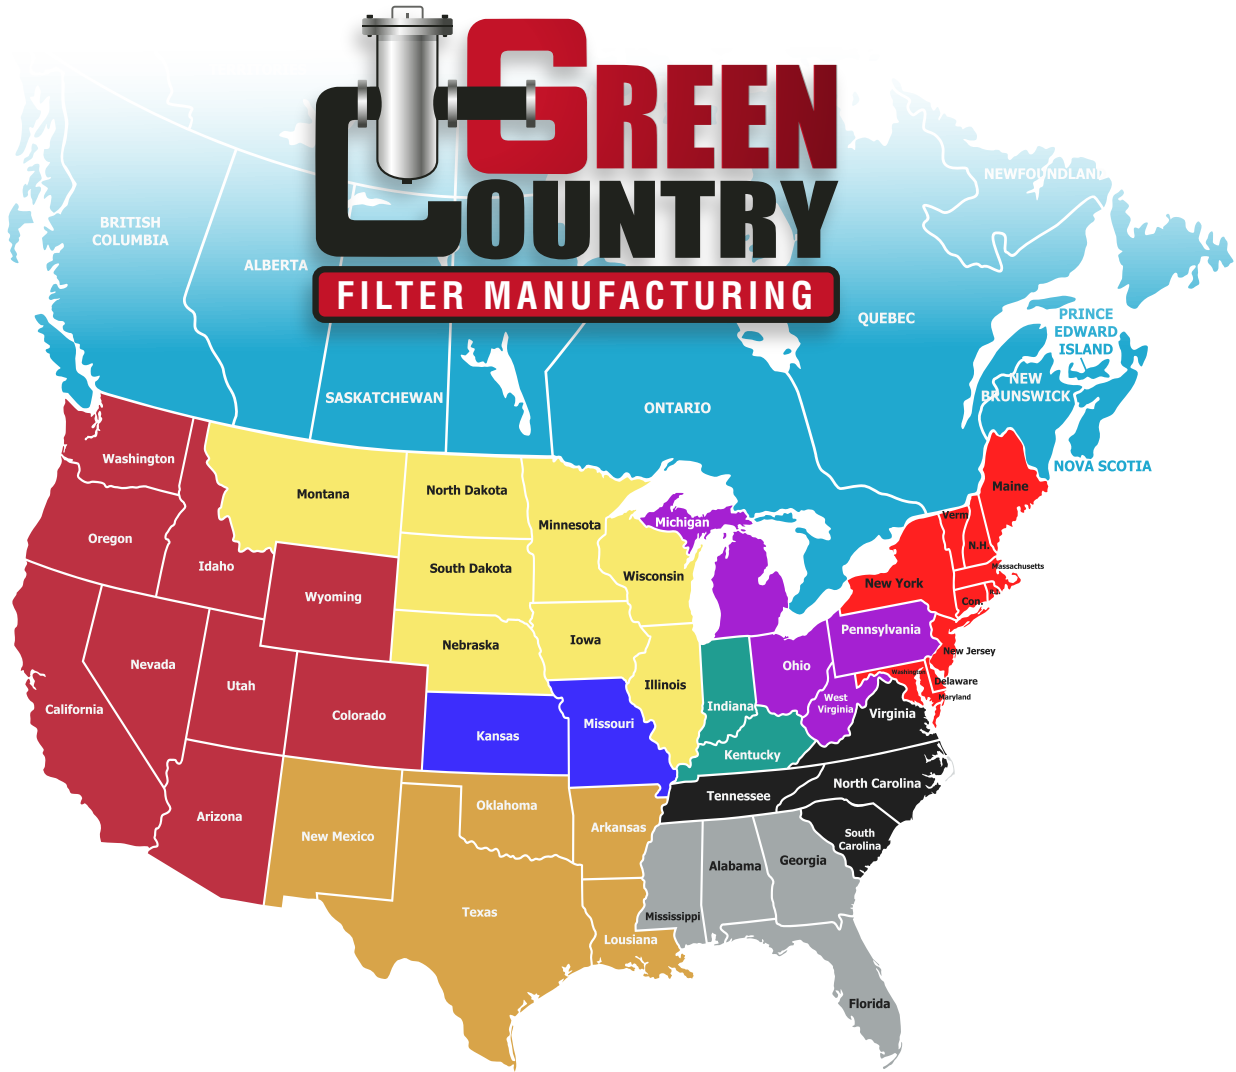 GREEN
COUNTRY
FILTER MANUFACTURING
NEWFOUNDLAND
BRITISH
COLUMBIA
ALBERTA
QUEBEC
PRINCE
EDWARD
ISLAND
SASKATCHEWAN
ONTARIO
NEW
BRUNSWICK
NOVA SCOTIA
Washington
Montana
North Dakota
Minnesota
Michigan
Maine
Verm
N.H.
Oregon
Idaho
Wyoming
South Dakota
Wisconsin
New York
Massachusetts
Con.
R.I.
Nebraska
Iowa
Pennsylvania
New Jersey
Nevada
Utah
Illinois
Ohio
Washington
Delaware
Maryland
California
Colorado
Kansas
Missouri
Indiana
West
Virginia
Virginia
Kentucky
Arizona
New Mexico
Oklahoma
Arkansas
Tennessee
North Carolina
South
Carolina
Texas
Lousiana
Mississippi
Alabama
Georgia
Florida